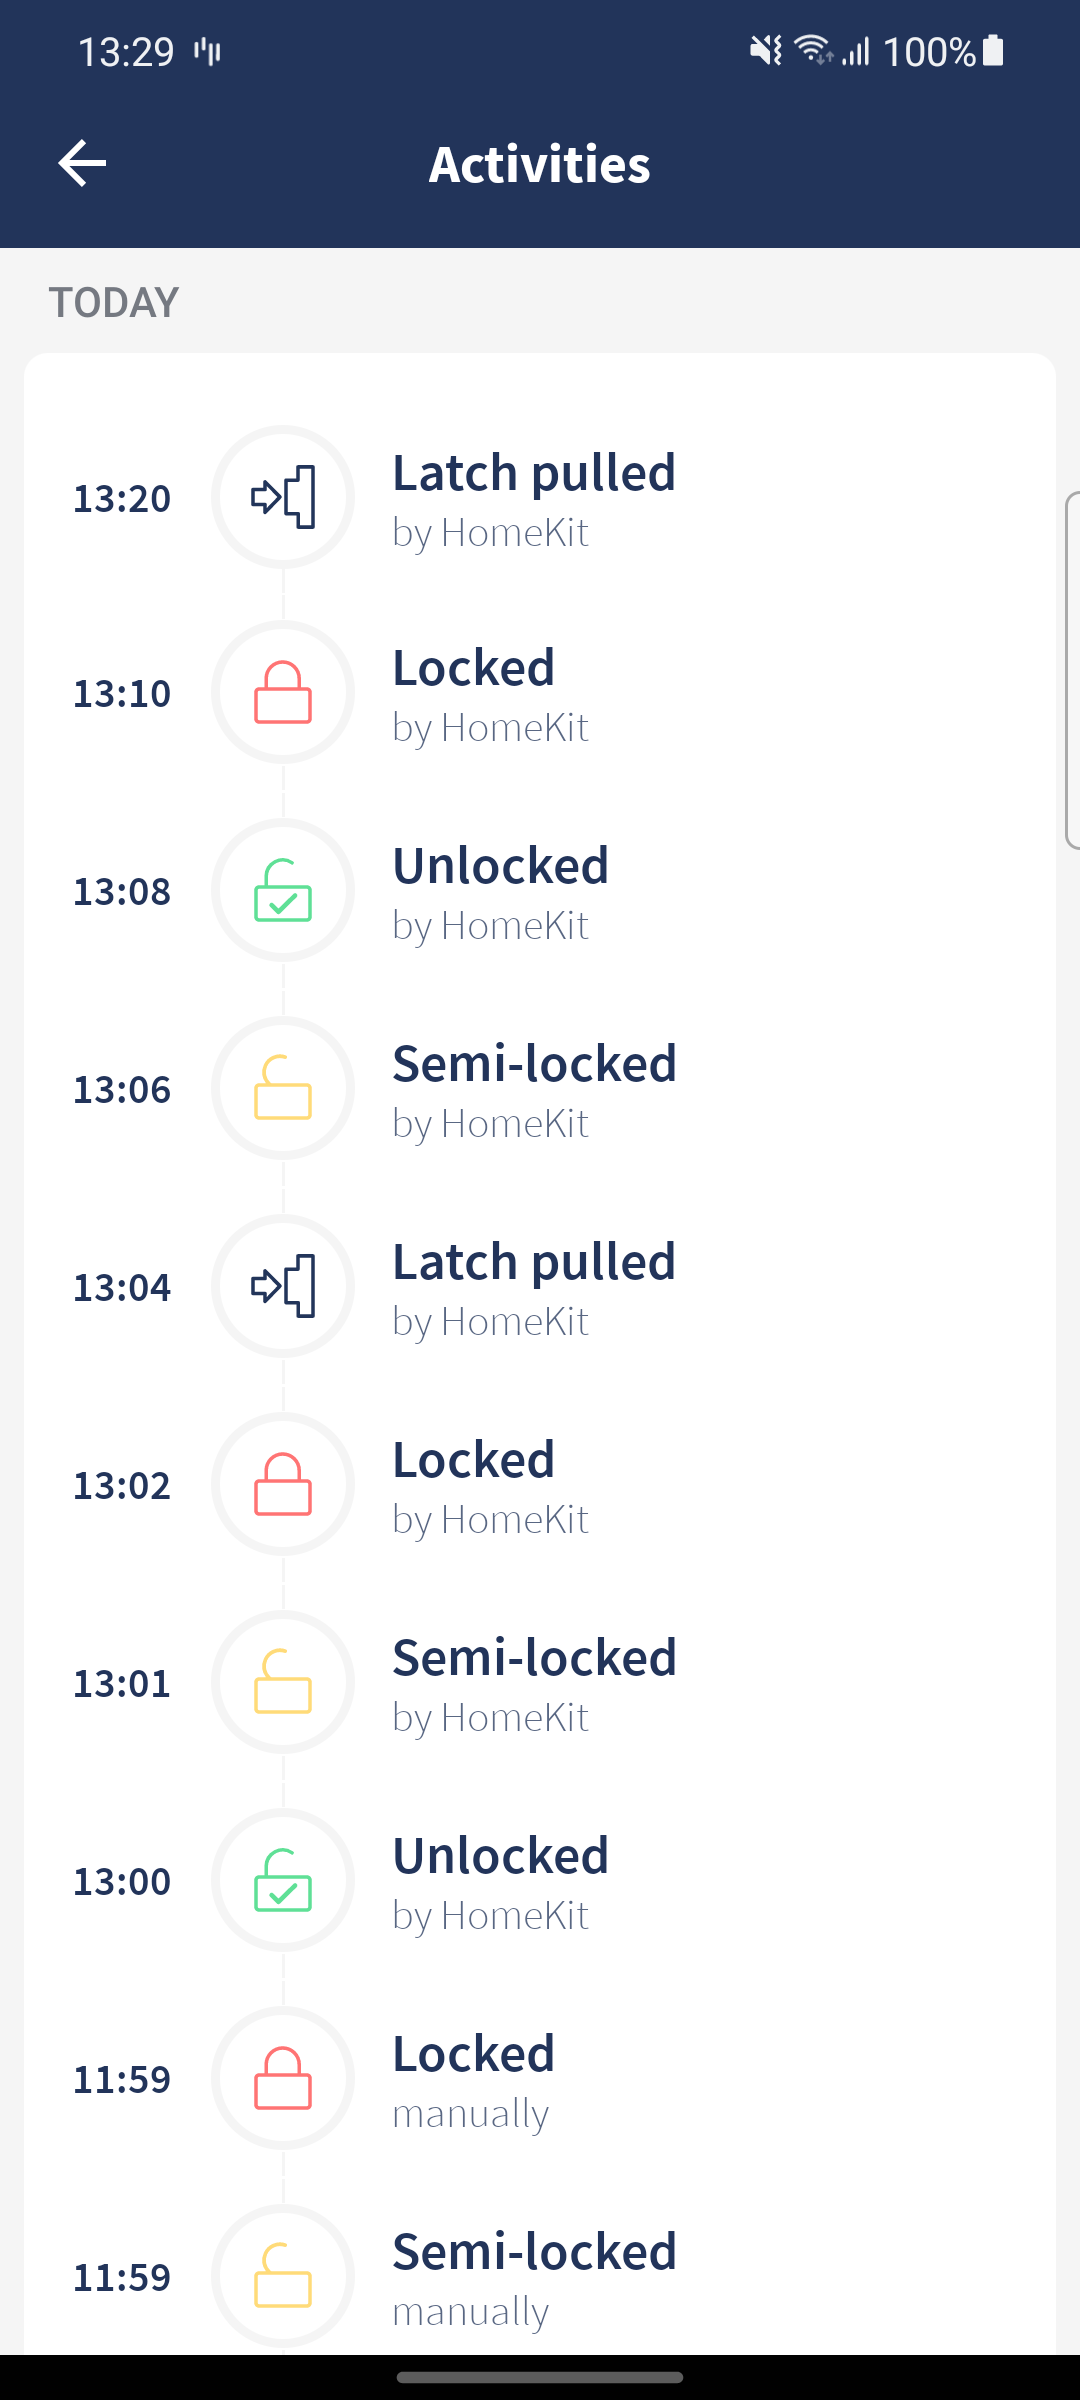 13:29
100%
Activities
TODAY
13:20
Latch pulled
by HomeKit
13:10
Locked
by HomeKit
13:08
Unlocked
by HomeKit
13:06
Semi-locked
by HomeKit
13:04
Latch pulled
by HomeKit
13:02
Locked
by HomeKit
13:01
Semi-locked
by HomeKit
13:00
Unlocked
by HomeKit
11:59
Locked
manually
11:59
Semi-locked
manually